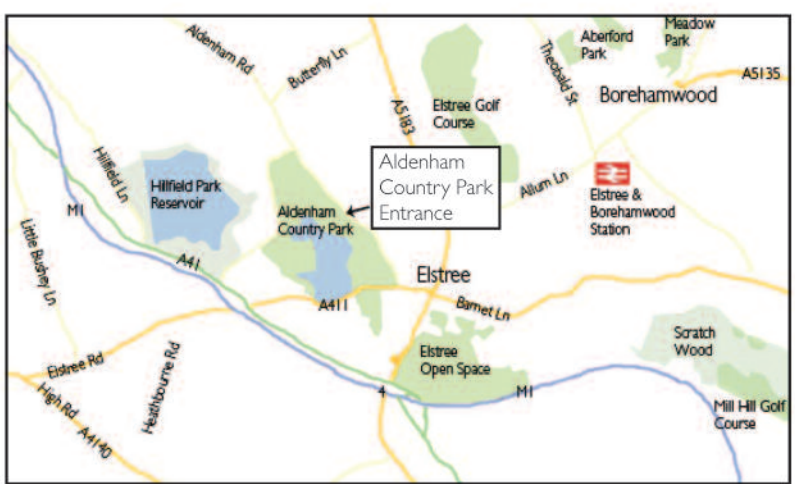 Meadow
Park
Aberford
Park
Aldenham Rd
Butterfly Ln
Theobald St
A5135
Borehamwood
A5183
Elstree Golf
Course
Aldenham
Country Park
Entrance
Hillfield Ln
Hillfield Park
Reservoir
Allum Ln
Elstree &
Borehamwood
Station
M1
Aldenham
Country Park
Little Bushey Ln
A41
Elstree
A411
Barnet Ln
Scratch
Wood
Elstree
Open Space
Elstree Rd
Heathbourne Rd
High Rd
4
M1
Mill Hill Golf
Course
A4140